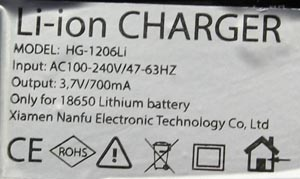 Li-ion CHARGER
MODEL: HG-1206Li
Input: AC100-240V/47-63HZ
Output: 3,7V/700mA
Only for 18650 Lithium battery
Xiamen Nanfu Electronic Technology Co, Ltd
CE ROHS